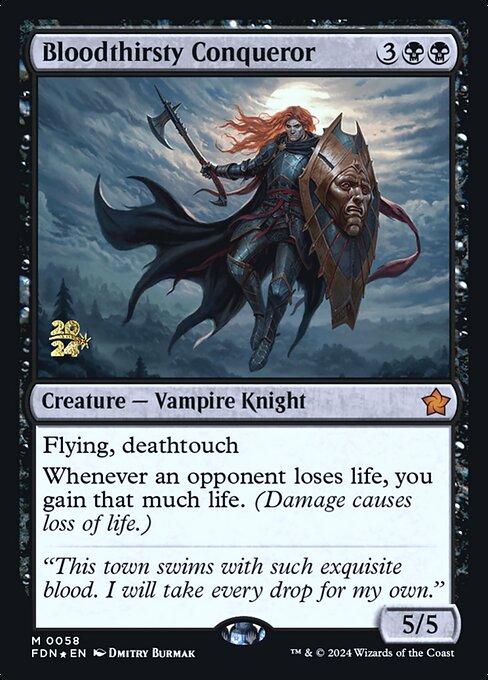 Bloodthirsty Conqueror 3
2024
Creature — Vampire Knight
Flying, deathtouch
Whenever an opponent loses life, you
gain that much life. (Damage causes
loss of life.)
“This town swims with such exquisite
blood. I will take every drop for my own.”
5/5
M 0058
FDN★EN Dmitry Burmak
™ & © 2024 Wizards of the Coast